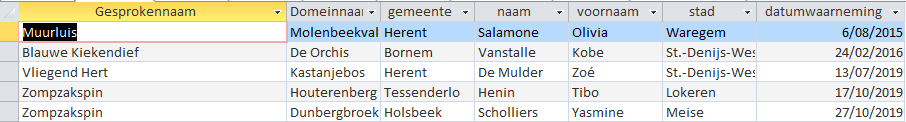 Gesprokennaam Domeinnaar gemeente naam voornaam stad datumwaarneming
Muurluis Molenbeekval Herent Salamone Olivia Waregem 6/08/2015
Blauwe Kiekendief De Orchis Bornem Vanstalle Kobe St.-Denijs-Wes 24/02/2016
Vliegend Hert Kastanjebos Herent De Mulder Zoé St.-Denijs-Wes 13/07/2019
Zompzakspin Houterenberg Tessenderlo Henin Tibo Lokeren 17/10/2019
Zompzakspin Dunbergbroek Holsbeek Scholliers Yasmine Meise 27/10/2019